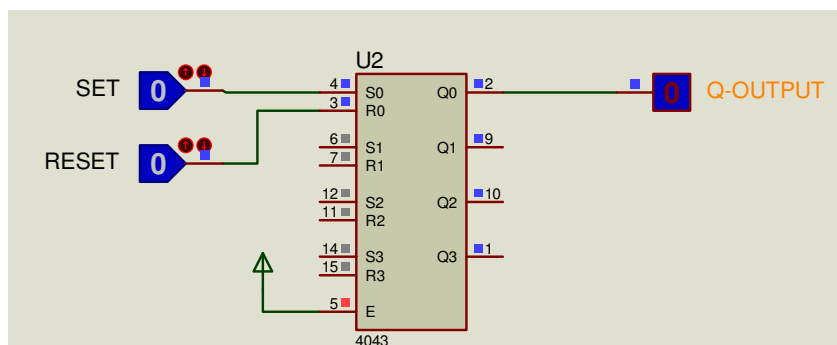 U2
SET 0 4 S0 Q0 2 0 Q-OUTPUT
3 R0
6 S1 Q1 9
RESET 0 7 R1
12 S2 Q2 10
11 R2
14 S3 Q3 1
15 R3
5 E
4043